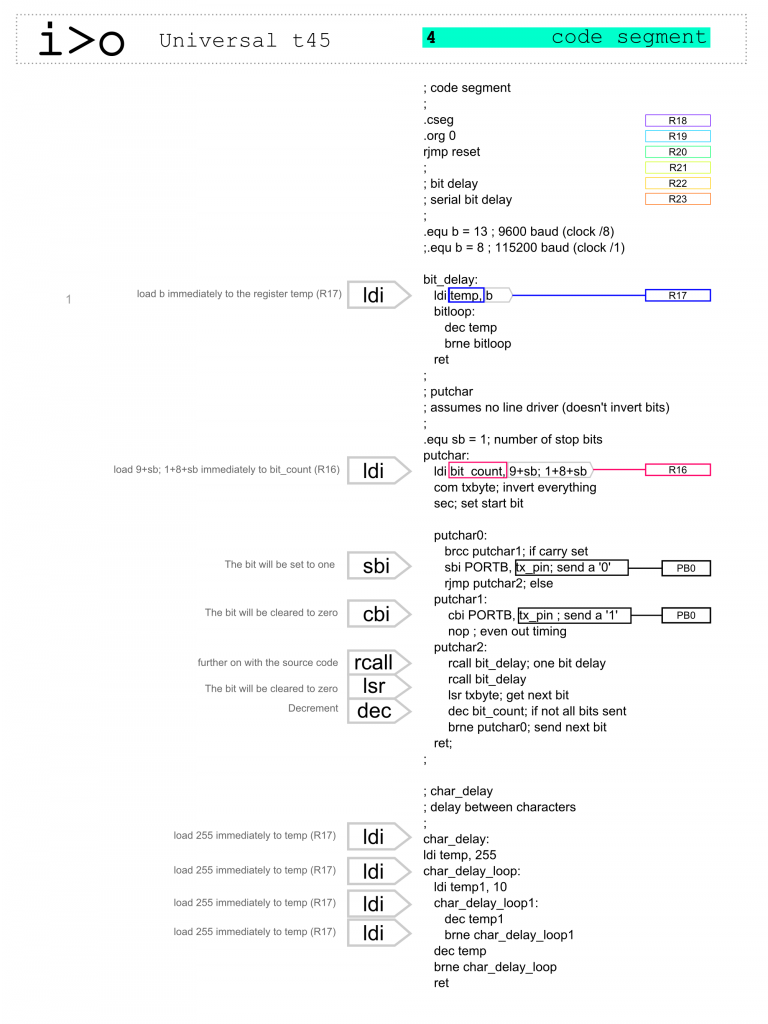 i>o Universal t45 4 code segment
; code segment
;
.cseg R18
.org 0 R19
rjmp reset R20
; R21
; bit delay R22
; serial bit delay R23
;
.equ b = 13 ; 9600 baud (clock /8)
;.equ b = 8 ; 115200 baud (clock /1)
bit_delay:
1 load b immediately to the register temp (R17) ldi ldi temp, b R17
bitloop:
dec temp
brne bitloop
ret
;
; putchar
; assumes no line driver (doesn't invert bits)
;
.equ sb = 1; number of stop bits
putchar:
load 9+sb; 1+8+sb immediately to bit_count (R16) ldi ldi bit_count, 9+sb; 1+8+sb R16
com txbyte; invert everything
sec; set start bit
putchar0:
brcc putchar1; if carry set
The bit will be set to one sbi sbi PORTB, tx_pin; send a '0' PB0
rjmp putchar2; else
putchar1:
The bit will be cleared to zero cbi cbi PORTB, tx_pin ; send a '1' PB0
nop ; even out timing
putchar2:
further on with the source code rcall rcall bit_delay; one bit delay
rcall bit_delay
The bit will be cleared to zero lsr lsr txbyte; get next bit
Decrement dec dec bit_count; if not all bits sent
brne putchar0; send next bit
ret;
;
; char_delay
; delay between characters
;
load 255 immediately to temp (R17) ldi char_delay:
ldi temp, 255
load 255 immediately to temp (R17) ldi char_delay_loop:
ldi temp1, 10
load 255 immediately to temp (R17) ldi char_delay_loop1:
dec temp1
load 255 immediately to temp (R17) ldi brne char_delay_loop1
dec temp
brne char_delay_loop
ret